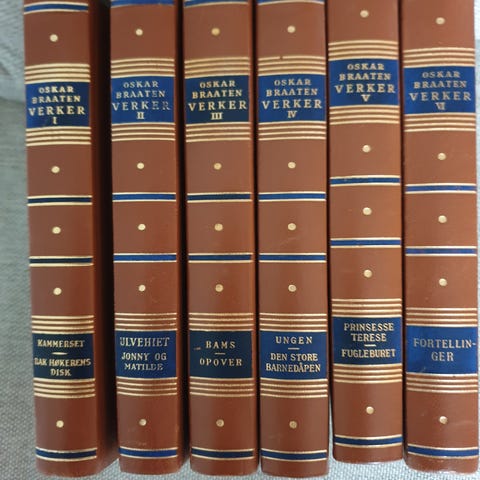 OSKAR
BRAATEN
VERKER
I
KAMMERSET
BAK HØKERENS
DISK
OSKAR
BRAATEN
VERKER
II
ULVEHIET
JONNY OG
MATILDE
OSKAR
BRAATEN
VERKER
III
BAMS
OPOVER
OSKAR
BRAATEN
VERKER
IV
UNGEN
DEN STORE
BARNEDÅPEN
OSKAR
BRAATEN
VERKER
V
PRINSESSE
TERESE
FUGLEBURET
OSKAR
BRAATEN
VERKER
VI
FORTELLIN-
GER